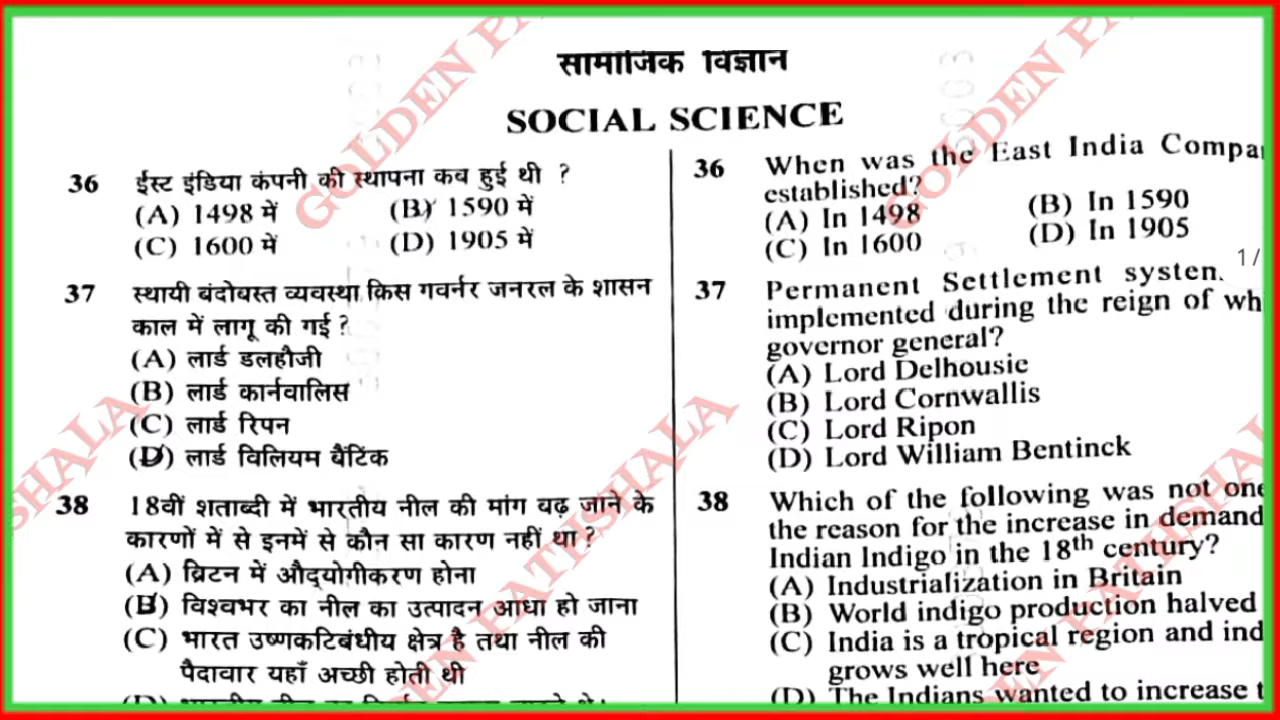 सामाजिक विज्ञान
SOCIAL SCIENCE
36 ईस्ट इंडिया कंपनी की स्थापना कब हुई थी ?
(A) 1498 में (B) 1590 में
(C) 1600 में (D) 1905 में
37 स्थायी बंदोबस्त व्यवस्था किस गवर्नर जनरल के शासन
काल में लागू की गई ?
(A) लार्ड डलहौजी
(B) लार्ड कार्नवालिस
(C) लार्ड रिपन
(D) लार्ड विलियम बैंटिंक
38 18वीं शताब्दी में भारतीय नील की मांग बढ़ जाने के
कारणों में से इनमें से कौन सा कारण नहीं था ?
(A) ब्रिटन में औद्योगीकरण होना
(B) विश्वभर का नील का उत्पादन आधा हो जाना
(C) भारत उष्णकटिबंधीय क्षेत्र है तथा नील की
पैदावार यहाँ अच्छी होती थी
36 When was the East India Compa
established?
(A) In 1498 (B) In 1590
(C) In 1600 (D) In 1905
1/
37 Permanent Settlement system
implemented during the reign of wh
governor general?
(A) Lord Delhousie
(B) Lord Cornwallis
(C) Lord Ripon
(D) Lord William Bentinck
38 Which of the following was not one
the reason for the increase in demand
Indian Indigo in the 18th century?
(A) Industrialization in Britain
(B) World indigo production halved
(C) India is a tropical region and ind
grows well here
(D) The Indians wanted to increase t
GOLDEN PA
GOLDEN PA
SHALA
PATHSHALA
PATHSHALA